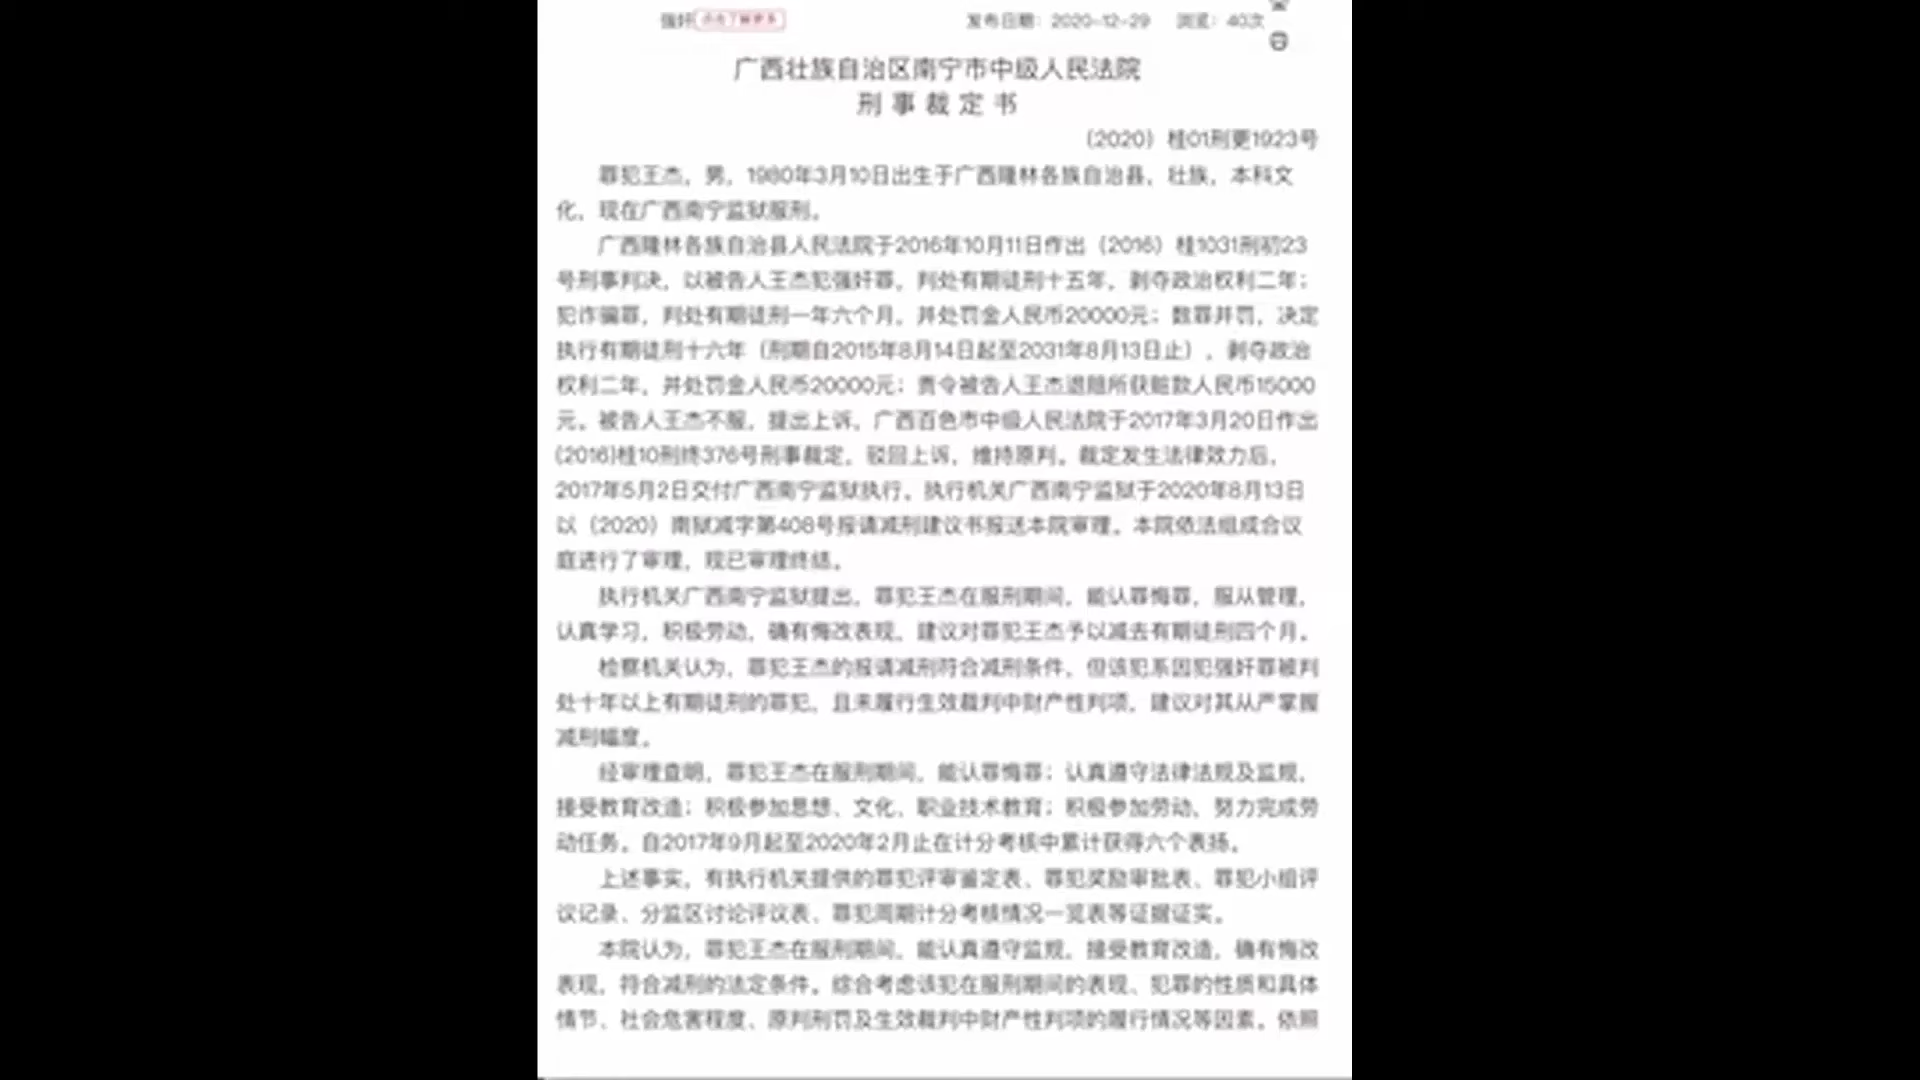 强奸 点击了解更多 发布日期：2020-12-29 浏览：40次
广西壮族自治区南宁市中级人民法院
刑事裁定书
（2020）桂01刑更1923号
罪犯王杰，男，1980年3月10日出生于广西隆林各族自治县，壮族，本科文
化，现在广西南宁监狱服刑。
广西隆林各族自治县人民法院于2016年10月11日作出（2016）桂1031刑初23
号刑事判决，以被告人王杰犯强奸罪，判处有期徒刑十五年，剥夺政治权利二年；
犯诈骗罪，判处有期徒刑一年六个月，并处罚金人民币20000元；数罪并罚，决定
执行有期徒刑十六年（刑期自2015年8月14日起至2031年8月13日止），剥夺政治
权利二年，并处罚金人民币20000元；责令被告人王杰退赔所获赃款人民币15000
元。被告人王杰不服，提出上诉。广西百色市中级人民法院于2017年3月20日作出
(2016)桂10刑终376号刑事裁定，驳回上诉，维持原判。裁定发生法律效力后，
2017年5月2日交付广西南宁监狱执行。执行机关广西南宁监狱于2020年8月13日
以（2020）南狱减字第408号报请减刑建议书报送本院审理。本院依法组成合议
庭进行了审理，现已审理终结。
执行机关广西南宁监狱提出，罪犯王杰在服刑期间，能认罪悔罪，服从管理，
认真学习，积极劳动，确有悔改表现，建议对罪犯王杰予以减去有期徒刑四个月。
检察机关认为，罪犯王杰的报请减刑符合减刑条件，但该犯系因犯强奸罪被判
处十年以上有期徒刑的罪犯，且未履行生效裁判中财产性判项，建议对其从严掌握
减刑幅度。
经审理查明，罪犯王杰在服刑期间，能认罪悔罪；认真遵守法律法规及监规，
接受教育改造；积极参加思想、文化、职业技术教育；积极参加劳动，努力完成劳
动任务。自2017年9月起至2020年2月止在计分考核中累计获得六个表扬。
上述事实，有执行机关提供的罪犯评审鉴定表、罪犯奖励审批表、罪犯小组评
议记录、分监区讨论评议表、罪犯周期计分考核情况一览表等证据证实。
本院认为，罪犯王杰在服刑期间，能认真遵守监规，接受教育改造，确有悔改
表现，符合减刑的法定条件。综合考虑该犯在服刑期间的表现、犯罪的性质和具体
情节、社会危害程度、原判刑罚及生效裁判中财产性判项的履行情况等因素，依照